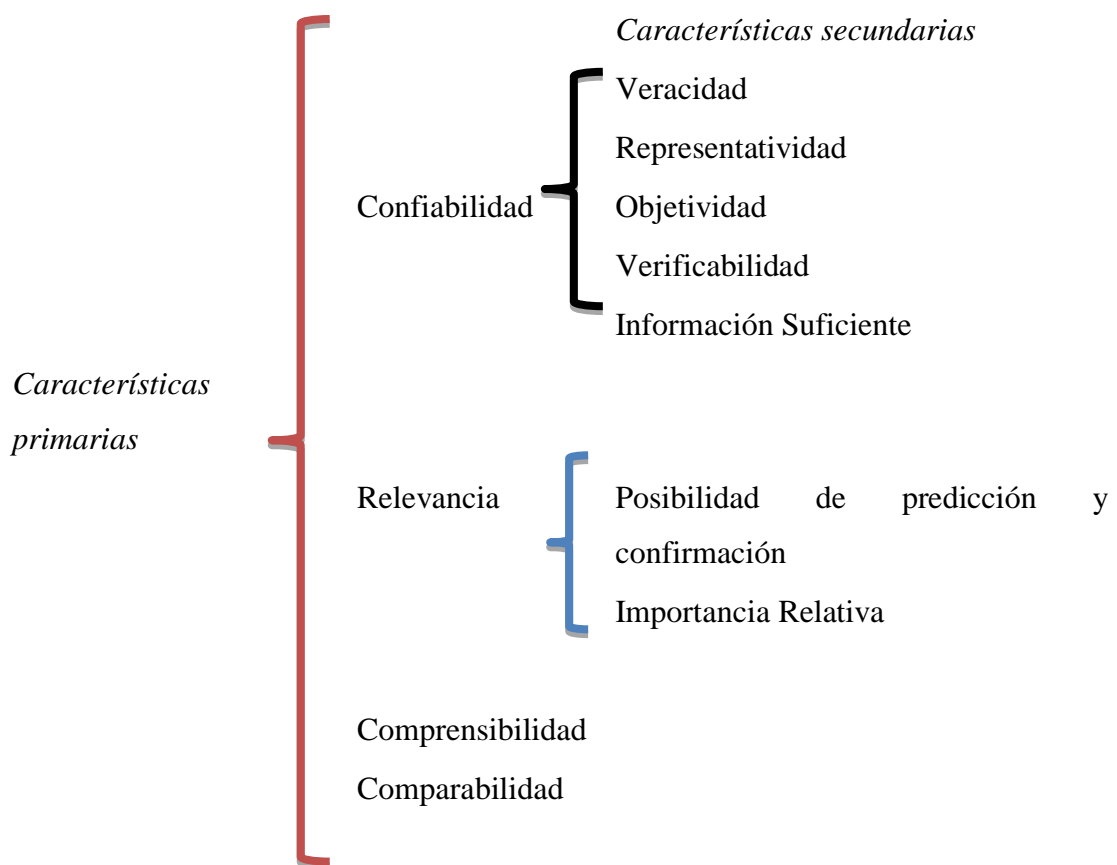 Características secundarias
Veracidad
Representatividad
Confiabilidad
Objetividad
Verificabilidad
Información Suficiente
Características
primarias
Relevancia
Posibilidad de predicción y
confirmación
Importancia Relativa
Comprensibilidad
Comparabilidad